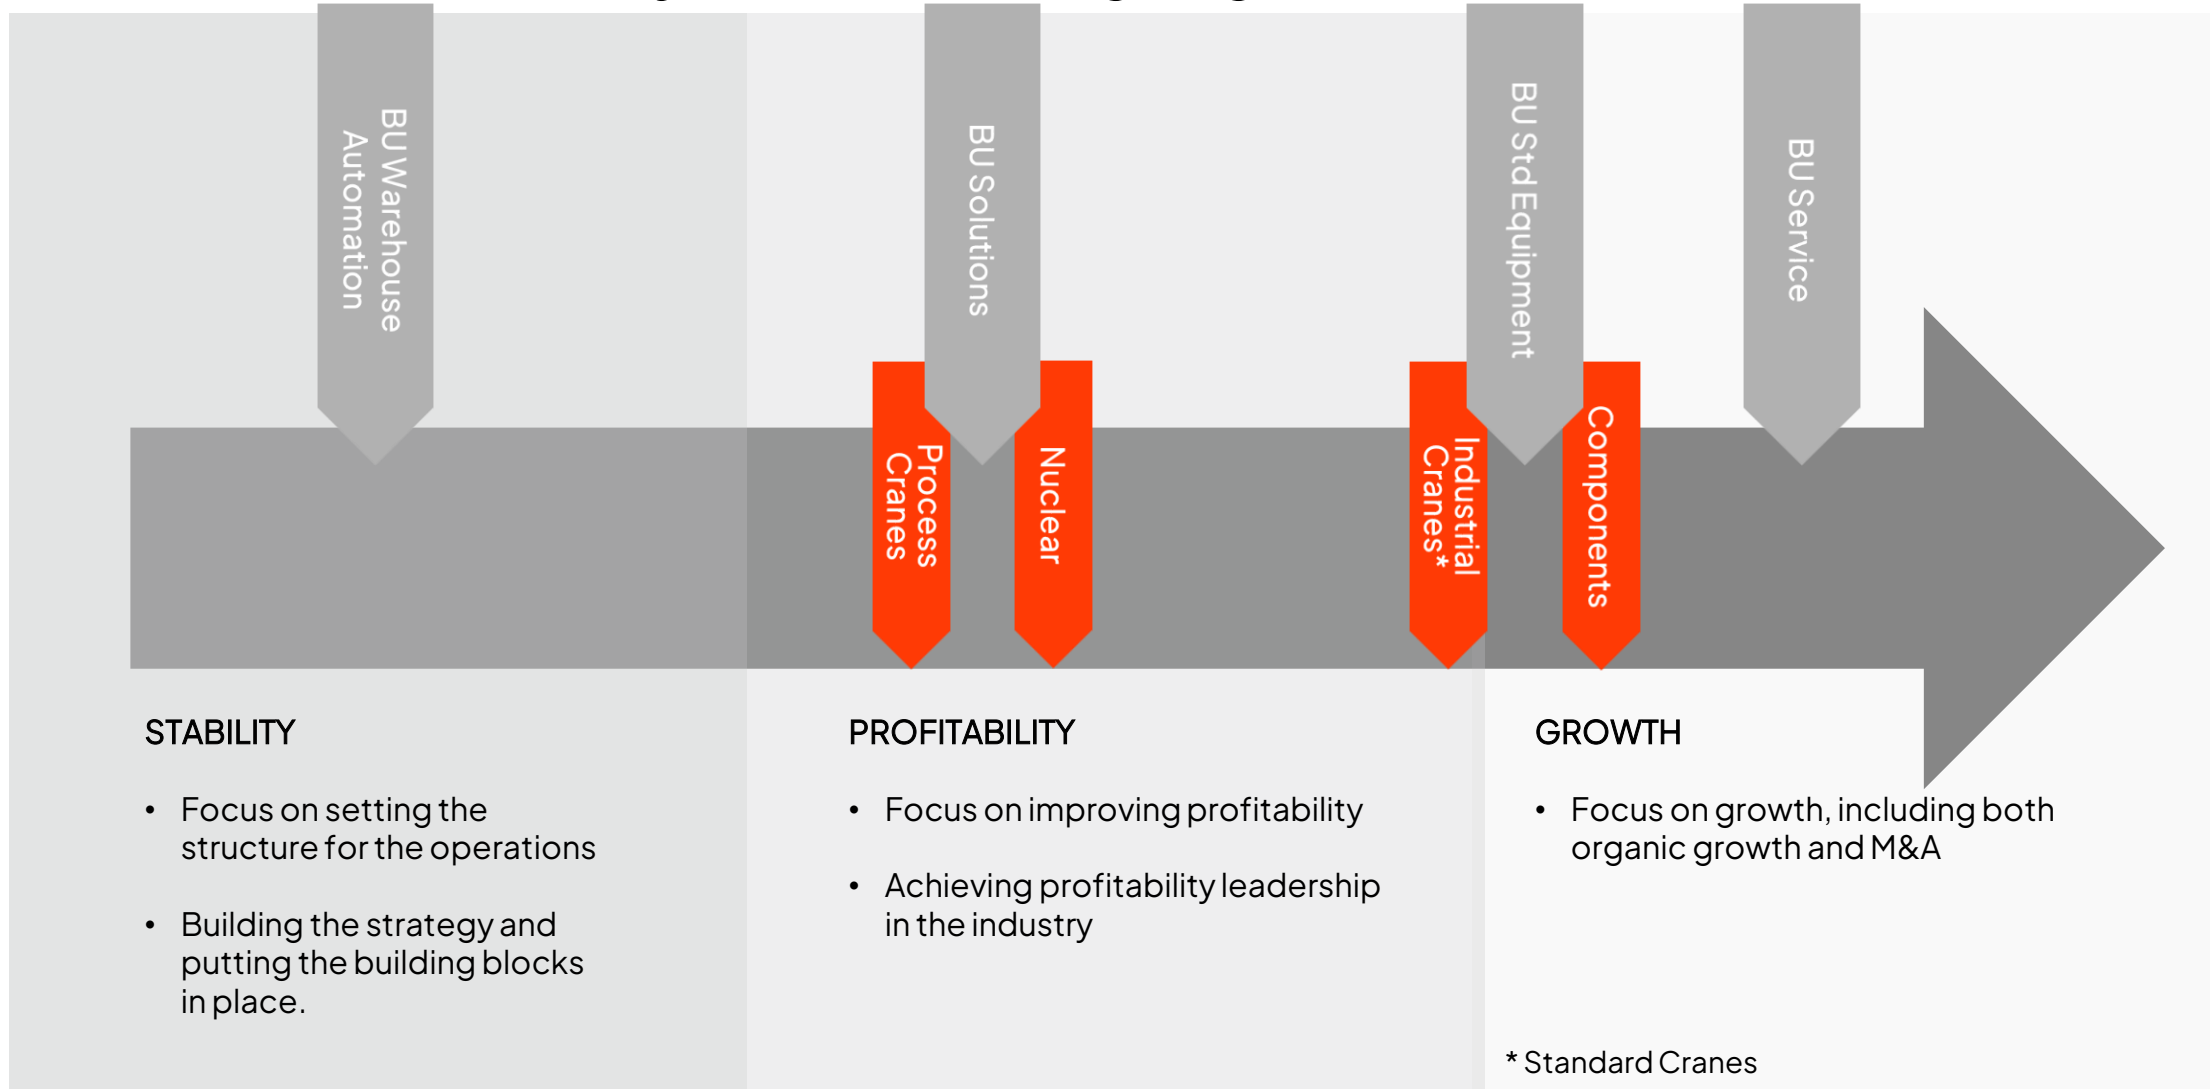 BU Warehouse
Automation
BU Solutions
BU Std Equipment
BU Service
Process
Cranes
Nuclear
Industrial
Cranes*
Components
STABILITY
• Focus on setting the
structure for the operations
• Building the strategy and
putting the building blocks
in place.
PROFITABILITY
• Focus on improving profitability
• Achieving profitability leadership
in the industry
GROWTH
• Focus on growth, including both
organic growth and M&A
* Standard Cranes